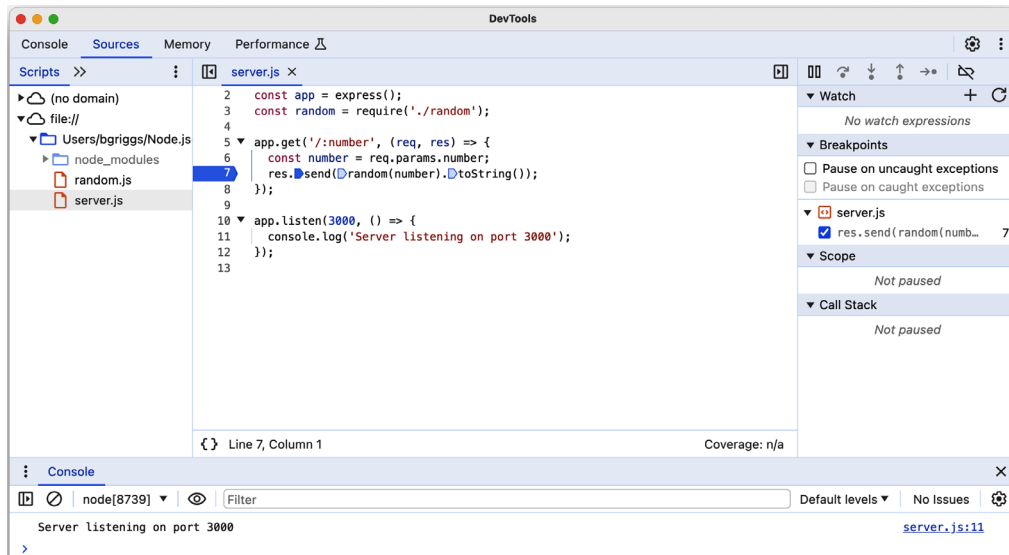 DevTools
Console Sources Memory Performance
Scripts
server.js
(no domain)
file://
Users/bgriggs/Node.js
node_modules
random.js
server.js
2 const app = express();
3 const random = require('./random');
4
5 app.get('/:number', (req, res) => {
6 const number = req.params.number;
7 res.send(random(number).toString());
8 });
9
10 app.listen(3000, () => {
11 console.log('Server listening on port 3000');
12 });
13
{ } Line 7, Column 1
Coverage: n/a
Watch
No watch expressions
Breakpoints
Pause on uncaught exceptions
Pause on caught exceptions
server.js
res.send(random(numb… 7
Scope
Not paused
Call Stack
Not paused
Console
node[8739] Filter Default levels No Issues
Server listening on port 3000 server.js:11